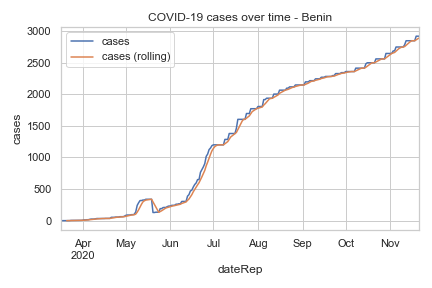 COVID-19 cases over time - Benin
cases
cases (rolling)
3000
2500
2000
1500
1000
500
0
cases
Apr
2020
May
Jun
Jul
Aug
Sep
Oct
Nov
dateRep